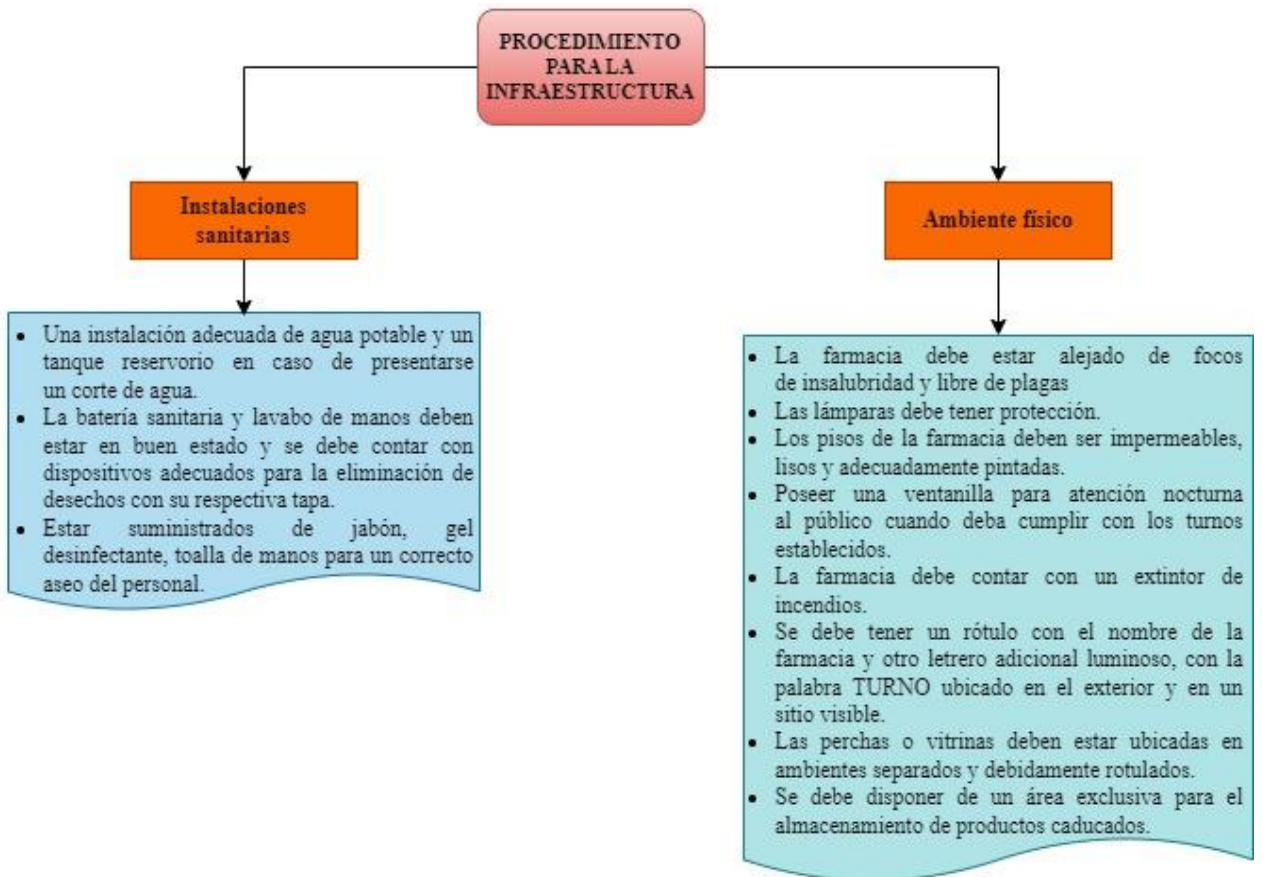 PROCEDIMIENTO
PARA LA
INFRAESTRUCTURA
Instalaciones
sanitarias
• Una instalación adecuada de agua potable y un
tanque reservorio en caso de presentarse
un corte de agua.
• La batería sanitaria y lavabo de manos deben
estar en buen estado y se debe contar con
dispositivos adecuados para la eliminación de
desechos con su respectiva tapa.
• Estar suministrados de jabón, gel
desinfectante, toalla de manos para un correcto
aseo del personal.
Ambiente físico
• La farmacia debe estar alejado de focos
de insalubridad y libre de plagas
• Las lámparas debe tener protección.
• Los pisos de la farmacia deben ser impermeables,
lisos y adecuadamente pintadas.
• Poseer una ventanilla para atención nocturna
al público cuando deba cumplir con los turnos
establecidos.
• La farmacia debe contar con un extintor de
incendios.
• Se debe tener un rótulo con el nombre de la
farmacia y otro letrero adicional luminoso, con la
palabra TURNO ubicado en el exterior y en un
sitio visible.
• Las perchas o vitrinas deben estar ubicadas en
ambientes separados y debidamente rotulados.
• Se debe disponer de un área exclusiva para el
almacenamiento de productos caducados.